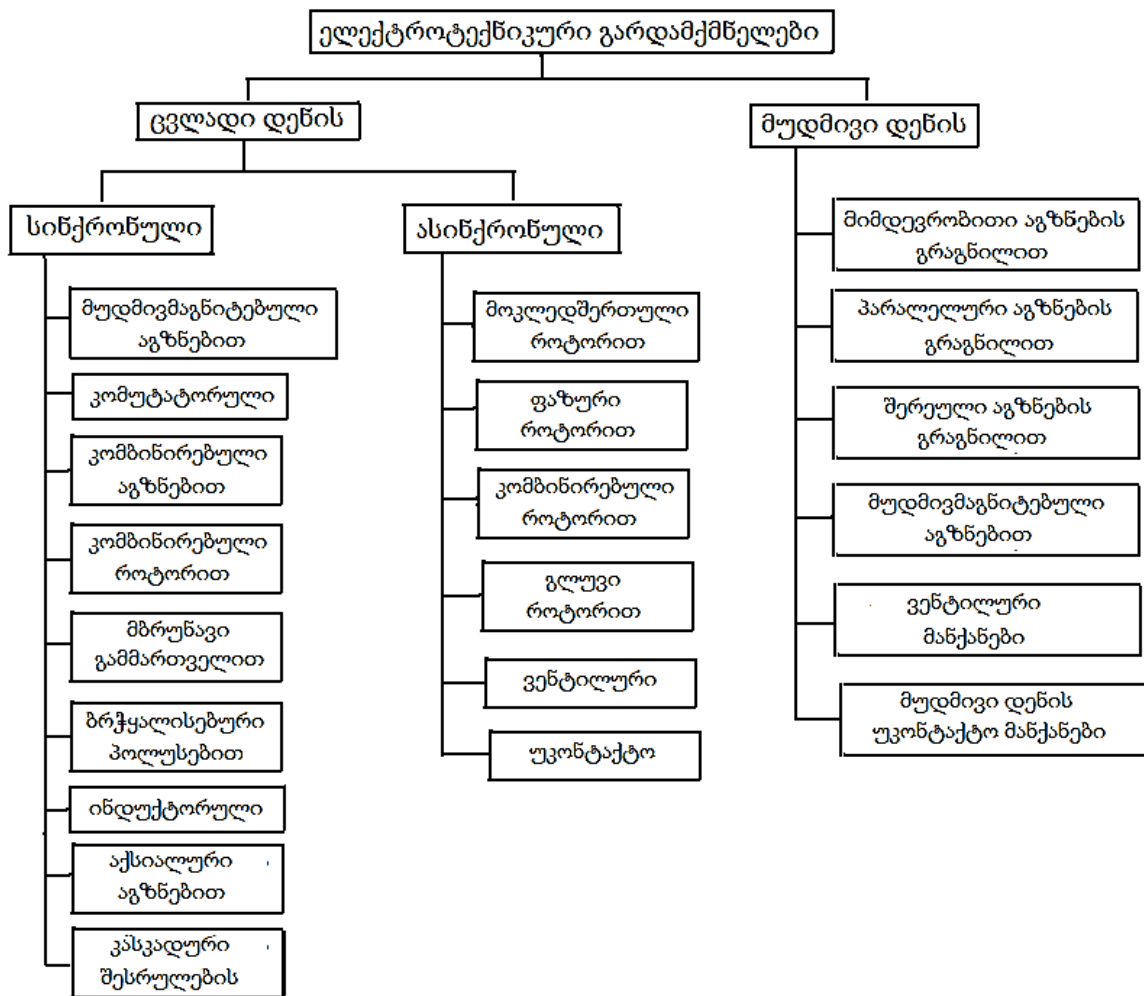 ელექტროტექნიკური გარდამქმნელები
ცვლადი დენის
მუდმივი დენის
სინქრონული
ასინქრონული
მუდმივმაგნიტებული
აგზნებით
კომუტატორული
კომბინირებული
აგზნებით
კომბინირებული
როტორით
მბრუნავი
გამმართველით
ბრჭყალისებური
პოლუსებით
ინდუქტორული
აქსიალური
აგზნებით
კასკადური
შესრულების
მოკლედშერთული
როტორით
ფაზური
როტორით
კომბინირებული
როტორით
გლუვი
როტორით
ვენტილური
უკონტაქტო
მიმდევრობითი აგზნების
გრაგნილით
პარალელური აგზნების
გრაგნილით
შერეული აგზნების
გრაგნილით
მუდმივმაგნიტებული
აგზნებით
ვენტილური
მანქანები
მუდმივი დენის
უკონტაქტო მანქანები